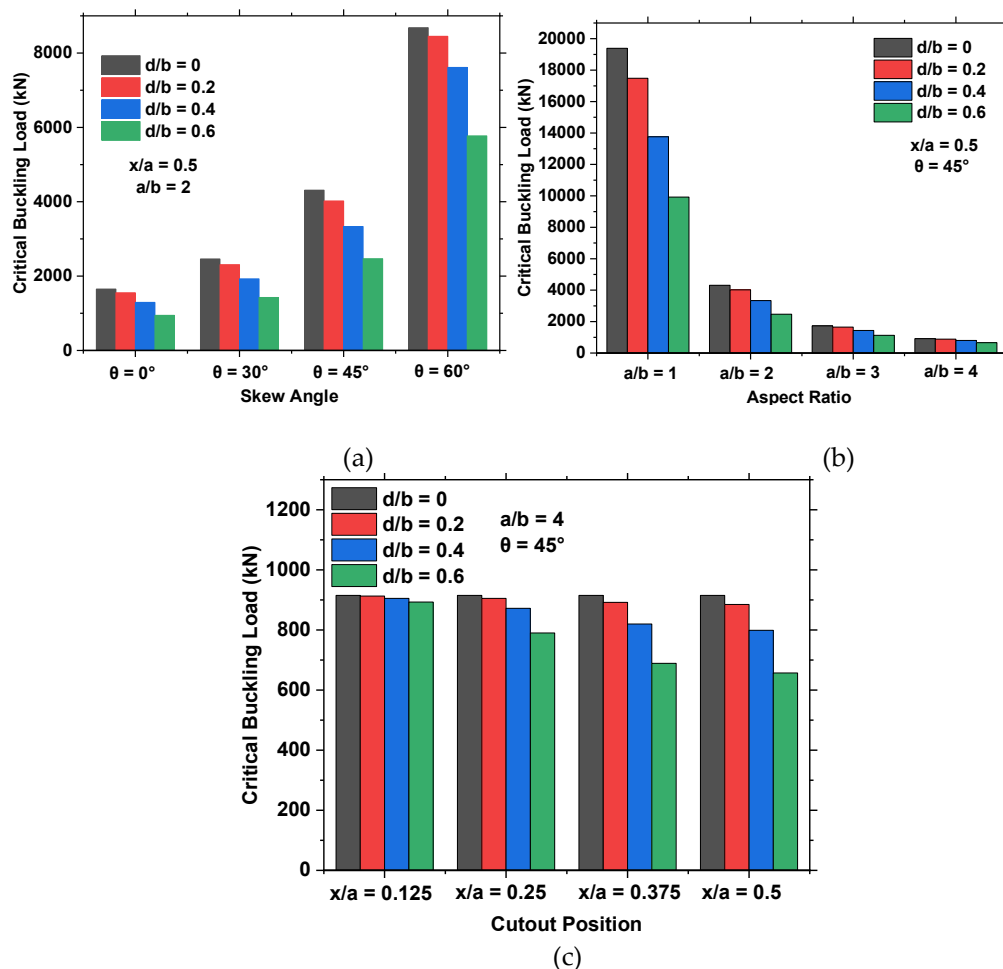 Critical Buckling Load (kN)
8000
6000
4000
2000
0
d/b = 0
d/b = 0.2
d/b = 0.4
d/b = 0.6
x/a = 0.5
a/b = 2
θ = 0°
θ = 30°
θ = 45°
θ = 60°
Skew Angle
(a)
Critical Buckling Load (kN)
20000
18000
16000
14000
12000
10000
8000
6000
4000
2000
0
d/b = 0
d/b = 0.2
d/b = 0.4
d/b = 0.6
x/a = 0.5
θ = 45°
a/b = 1
a/b = 2
a/b = 3
a/b = 4
Aspect Ratio
(b)
Critical Buckling Load (kN)
1200
1000
800
600
400
200
0
d/b = 0
d/b = 0.2
d/b = 0.4
d/b = 0.6
a/b = 4
θ = 45°
x/a = 0.125
x/a = 0.25
x/a = 0.375
x/a = 0.5
Cutout Position
(c)